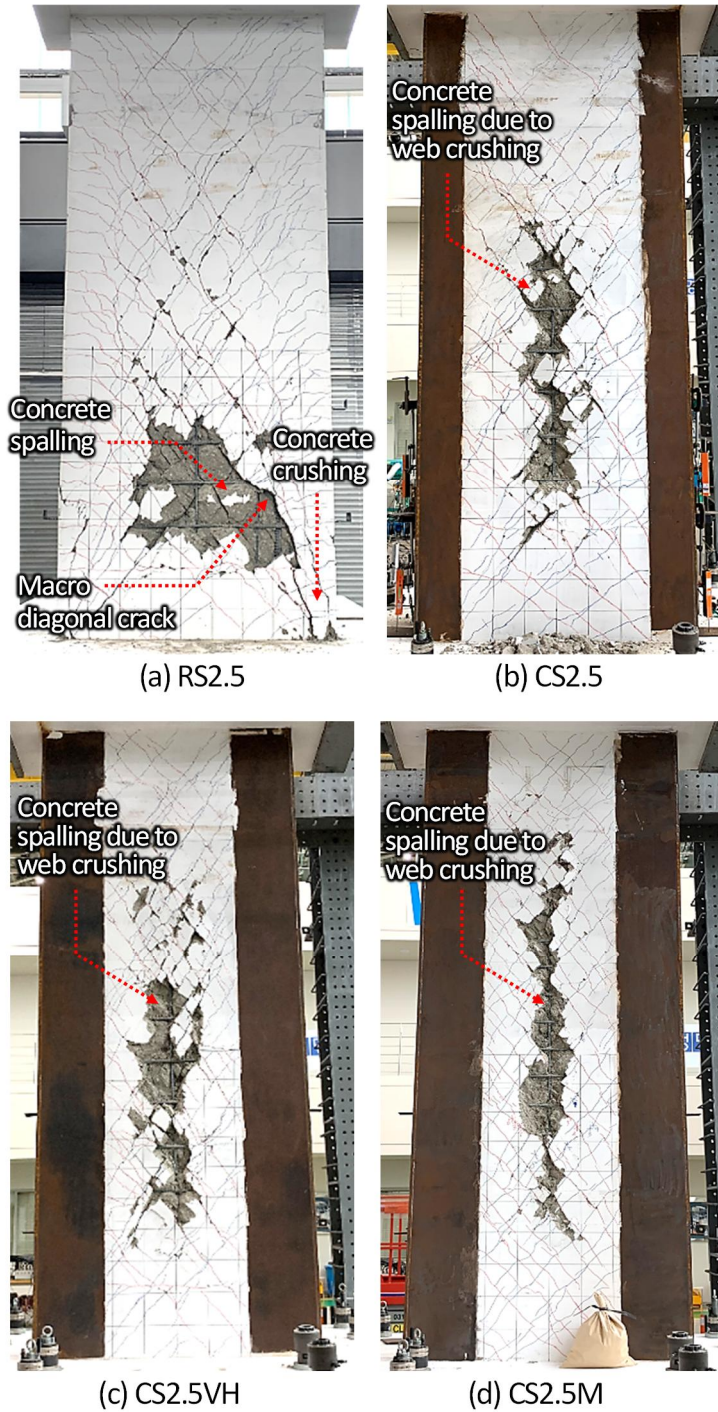 Concrete
spalling
Concrete
crushing
Macro
diagonal crack
(a) RS2.5
Concrete
spalling due to
web crushing
(b) CS2.5
Concrete
spalling due to
web crushing
(c) CS2.5VH
Concrete
spalling due to
web crushing
(d) CS2.5M